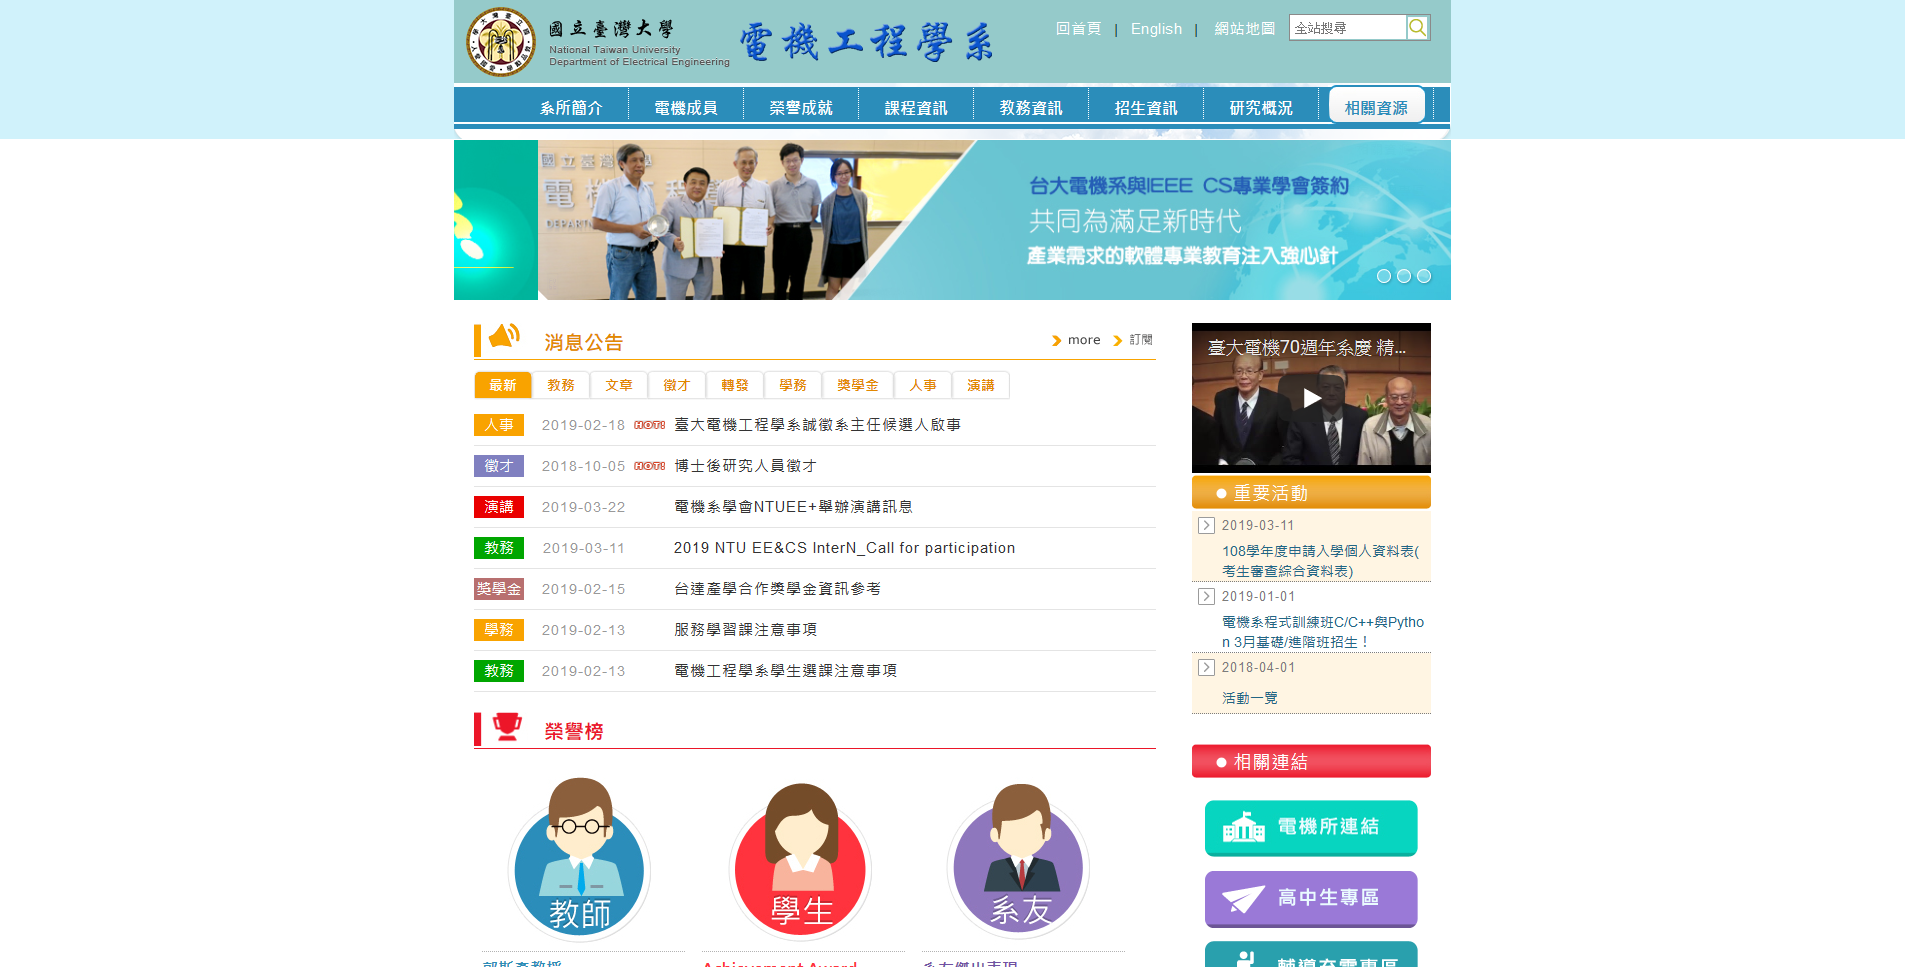 國立臺灣大學
National Taiwan University
Department of Electrical Engineering
電機工程學系
回首頁 | English | 網站地圖
全站搜尋
系所簡介 電機成員 榮譽成就 課程資訊 教務資訊 招生資訊 研究概況 相關資源
國立臺灣大學
台大電機系與IEEE CS專業學會簽約
共同為滿足新時代
產業需求的軟體專業教育注入強心針
消息公告
more 訂閱
最新 教務 文章 徵才 轉發 學務 獎學金 人事 演講
人事 2019-02-18 HOT! 臺大電機工程學系誠徵系主任候選人啟事
徵才 2018-10-05 HOT! 博士後研究人員徵才
演講 2019-03-22 電機系學會NTUEE+舉辦演講訊息
教務 2019-03-11 2019 NTU EE&CS InterN_Call for participation
獎學金 2019-02-15 台達產學合作獎學金資訊參考
學務 2019-02-13 服務學習課注意事項
教務 2019-02-13 電機工程學系學生選課注意事項
榮譽榜
教師
學生
系友
Achievement Award
系友傑出表現
臺大電機70週年系慶 精...
重要活動
2019-03-11
108學年度申請入學個人資料表(
考生審查綜合資料表)
2019-01-01
電機系程式訓練班C/C++與Pytho
n 3月基礎/進階班招生！
2018-04-01
活動一覽
相關連結
電機所連結
高中生專區
輔導充電專區